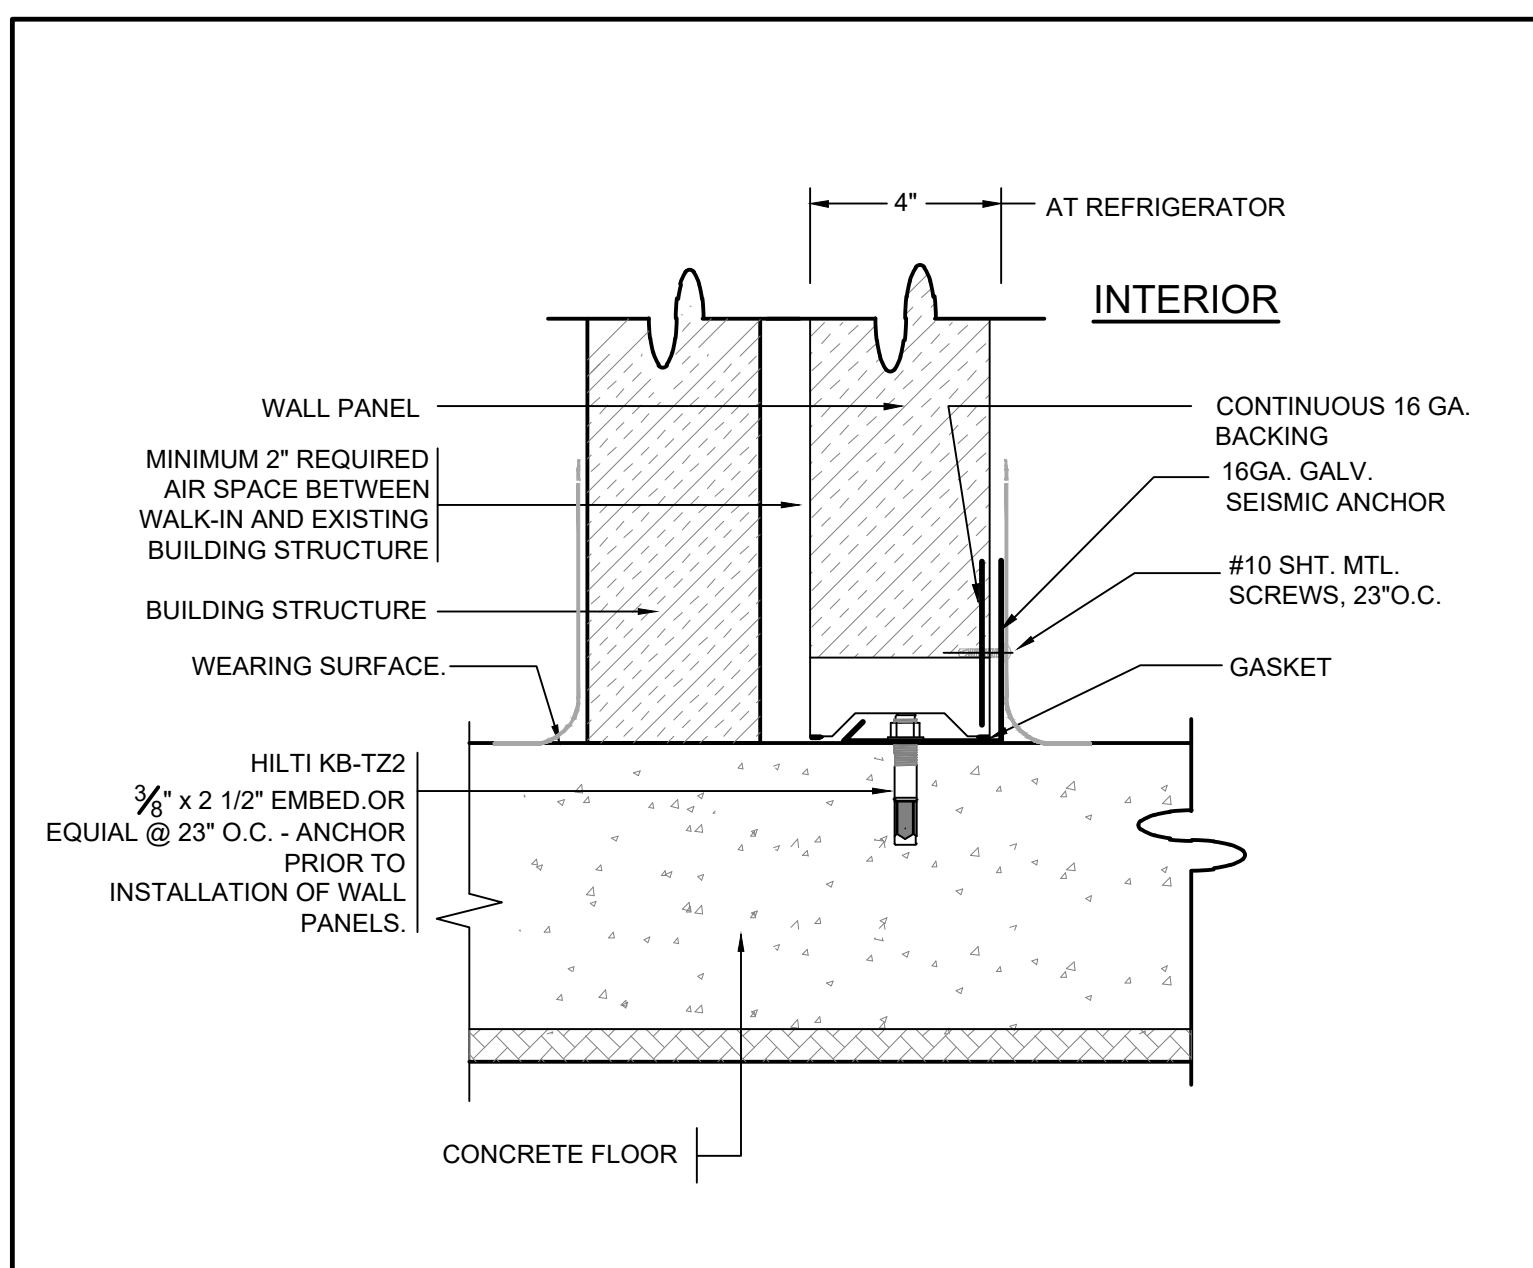 4"
AT REFRIGERATOR
INTERIOR
WALL PANEL
MINIMUM 2" REQUIRED
AIR SPACE BETWEEN
WALK-IN AND EXISTING
BUILDING STRUCTURE
BUILDING STRUCTURE
WEARING SURFACE.
HILTI KB-TZ2
3/8" x 2 1/2" EMBED.OR
EQUIAL @ 23" O.C. - ANCHOR
PRIOR TO
INSTALLATION OF WALL
PANELS.
CONTINUOUS 16 GA.
BACKING
16GA. GALV.
SEISMIC ANCHOR
#10 SHT. MTL.
SCREWS, 23"O.C.
GASKET
CONCRETE FLOOR